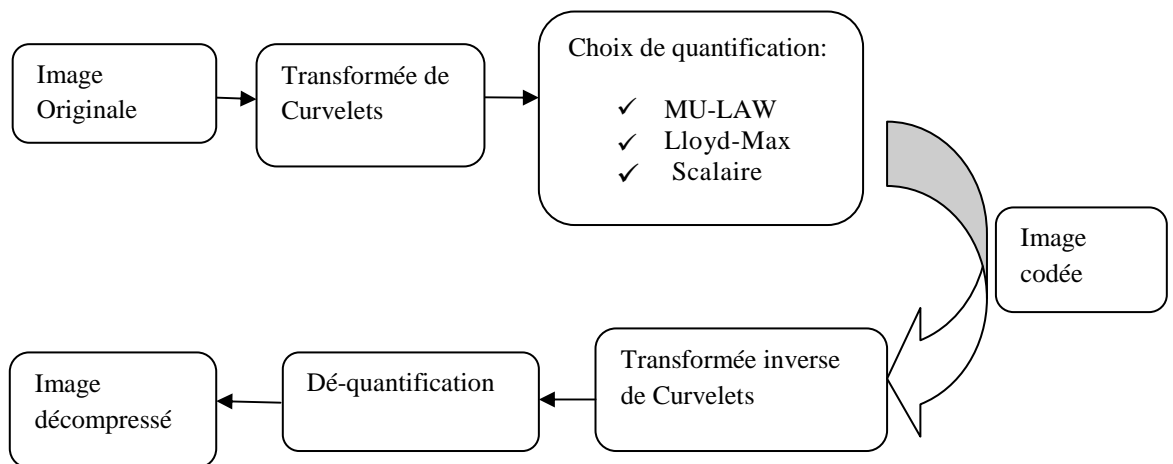 Image
Originale
Transformée de
Curvelets
Choix de quantification:
✓ MU-LAW
✓ Lloyd-Max
✓ Scalaire
Image
codée
Transformée inverse
de Curvelets
Dé-quantification
Image
décompressé